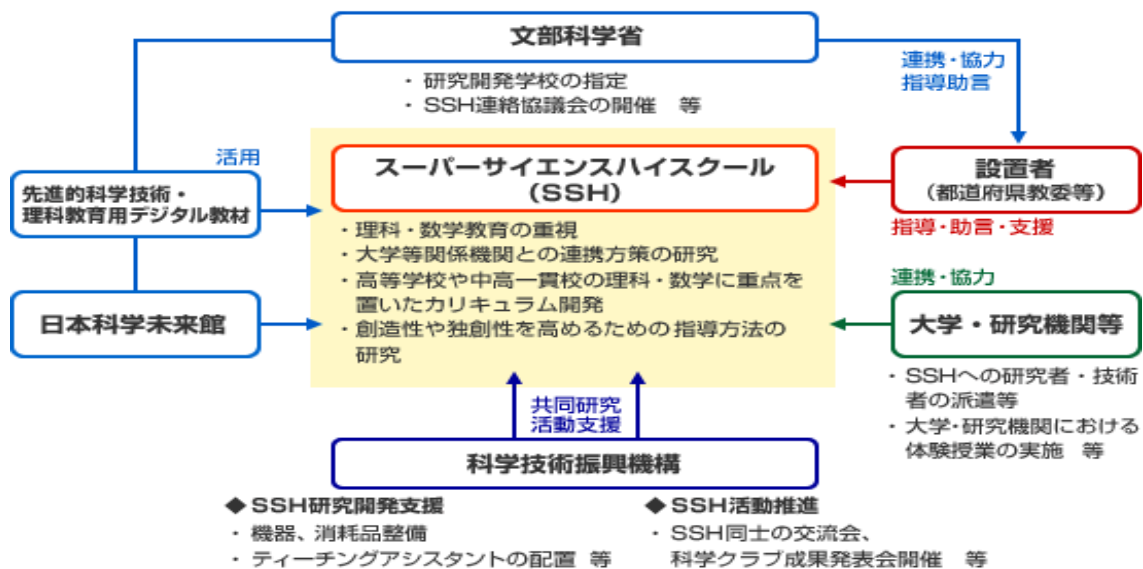 文部科学省
・研究開発学校の指定
・SSH連絡協議会の開催 等
連携・協力
指導助言
活用
先進的科学技術・
理科教育用デジタル教材
日本科学未来館
スーパーサイエンスハイスクール
(SSH)
・理科・数学教育の重視
・大学等関係機関との連携方策の研究
・高等学校や中高一貫校の理科・数学に重点を
置いたカリキュラム開発
・創造性や独創性を高めるための指導方法の
研究
設置者
(都道府県教委等)
指導・助言・支援
連携・協力
大学・研究機関等
・SSHへの研究者・技術
者の派遣等
・大学・研究機関における
体験授業の実施 等
共同研究
活動支援
科学技術振興機構
◆SSH研究開発支援
・機器、消耗品整備
・ティーチングアシスタントの配置 等
◆SSH活動推進
・SSH同士の交流会、
科学クラブ成果発表会開催 等